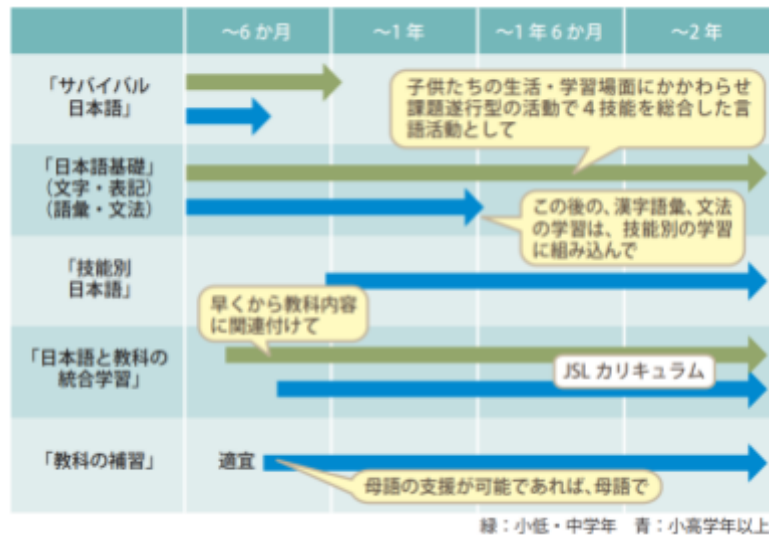 ～6か月
～1年
～1年6か月
～2年
「サバイバル
日本語」
子供たちの生活・学習場面にかかわらせ
課題遂行型の活動で4技能を総合した言
語活動として
「日本語基礎」
（文字・表記）
（語彙・文法）
この後の、漢字語彙、文法
の学習は、技能別の学習
に組み込んで
「技能別
日本語」
早くから教科内容
に関連付けて
「日本語と教科の
統合学習」
JSLカリキュラム
「教科の補習」
適宜
母語の支援が可能であれば、母語で
緑：小低・中学年　青：小高学年以上